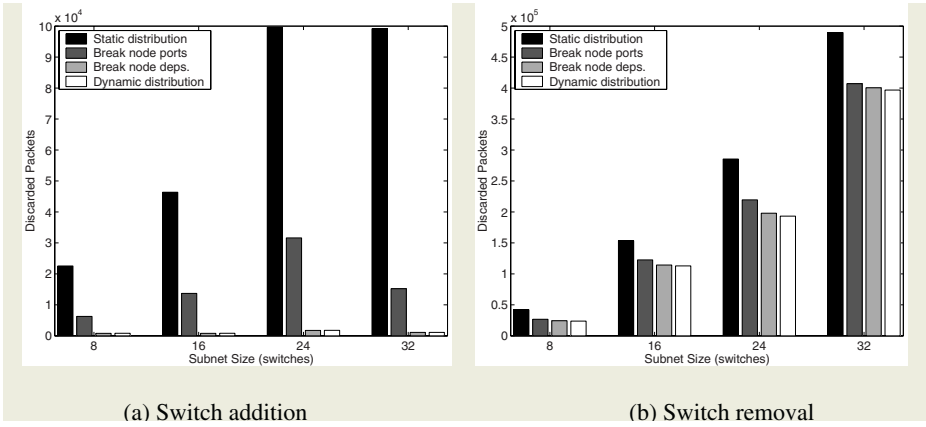 x 10^4
10
9
8
7
6
5
4
3
2
1
0
Discarded Packets
Static distribution
Break node ports
Break node deps.
Dynamic distribution
8 16 24 32
Subnet Size (switches)
(a) Switch addition
x 10^5
5
4.5
4
3.5
3
2.5
2
1.5
1
0.5
0
Discarded Packets
Static distribution
Break node ports
Break node deps.
Dynamic distribution
8 16 24 32
Subnet Size (switches)
(b) Switch removal